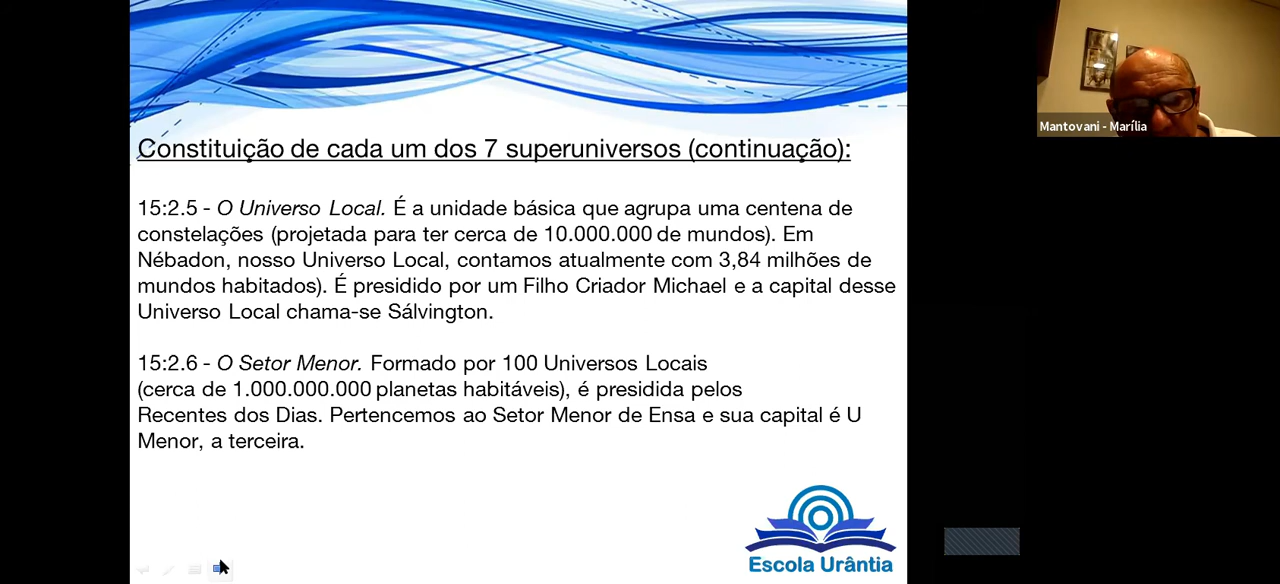 Constituição de cada um dos 7 superuniversos (continuação):
15:2.5 - O Universo Local. É a unidade básica que agrupa uma centena de
constelações (projetada para ter cerca de 10.000.000 de mundos). Em
Nébadon, nosso Universo Local, contamos atualmente com 3,84 milhões de
mundos habitados). É presidido por um Filho Criador Michael e a capital desse
Universo Local chama-se Sálvington.
15:2.6 - O Setor Menor. Formado por 100 Universos Locais
(cerca de 1.000.000.000 planetas habitáveis), é presidida pelos
Recentes dos Dias. Pertencemos ao Setor Menor de Ensa e sua capital é U
Menor, a terceira.
Escola Urântia
Mantovani - Marília